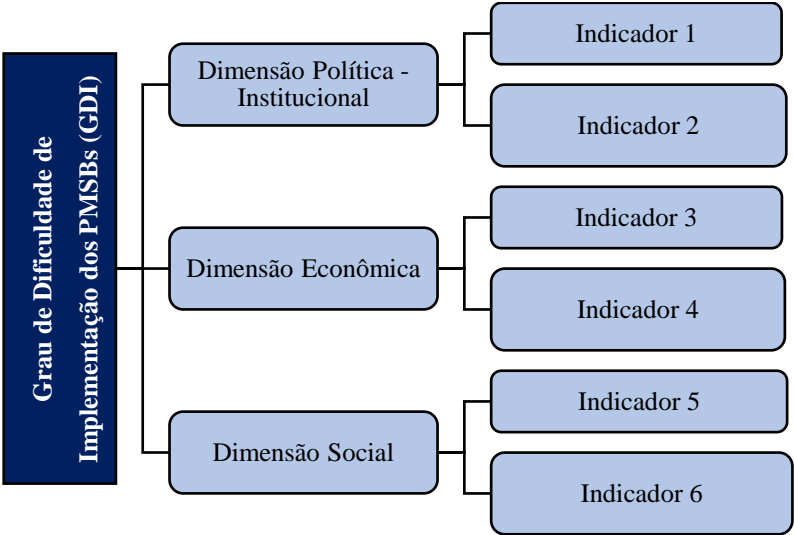 Grau de Dificuldade de
Implementação dos PMSBs (GDI)
Dimensão Política -
Institucional
Indicador 1
Indicador 2
Dimensão Econômica
Indicador 3
Indicador 4
Dimensão Social
Indicador 5
Indicador 6